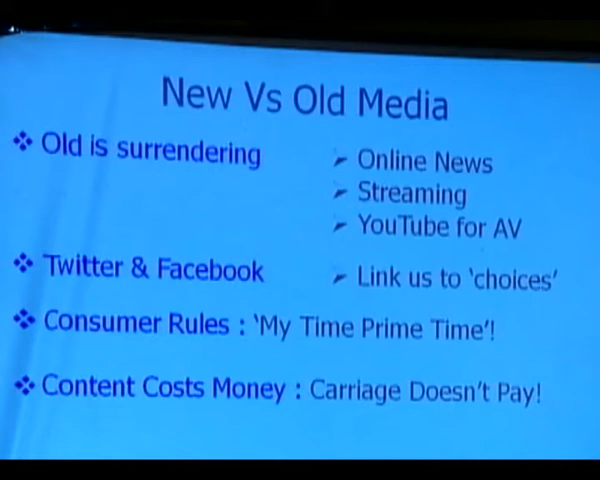 New Vs Old Media
❖ Old is surrendering
➢ Online News
➢ Streaming
➢ YouTube for AV
❖ Twitter & Facebook
➢ Link us to ‘choices’
❖ Consumer Rules : ‘My Time Prime Time’!
❖ Content Costs Money : Carriage Doesn’t Pay!